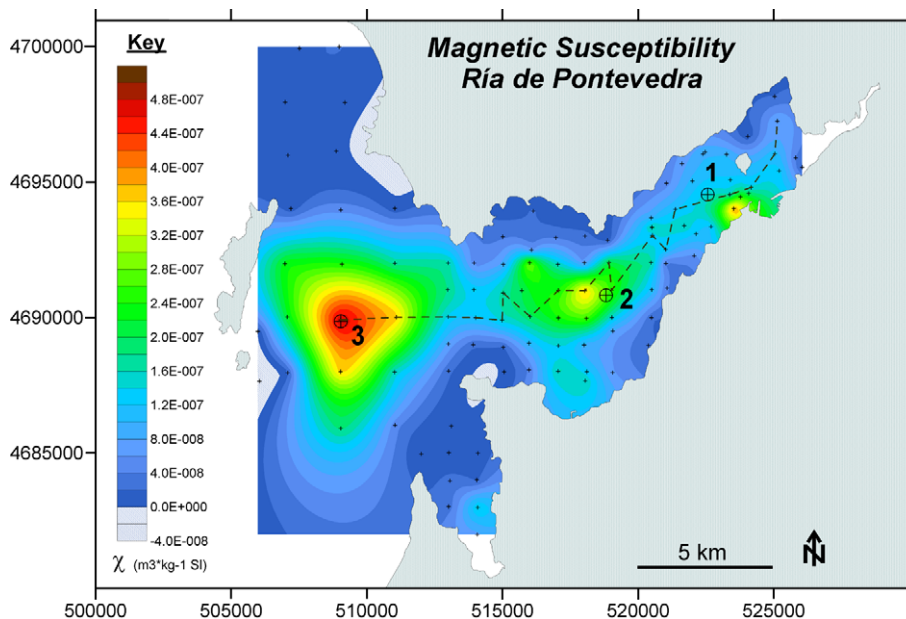 Magnetic Susceptibility
Ría de Pontevedra
Key
4.8E-007
4.4E-007
4.0E-007
3.6E-007
3.2E-007
2.8E-007
2.4E-007
2.0E-007
1.6E-007
1.2E-007
8.0E-008
4.0E-008
0.0E+000
-4.0E-008
χ (m3*kg-1 SI)
4700000
4695000
4690000
4685000
1
2
3
5 km
N
500000 505000 510000 515000 520000 525000